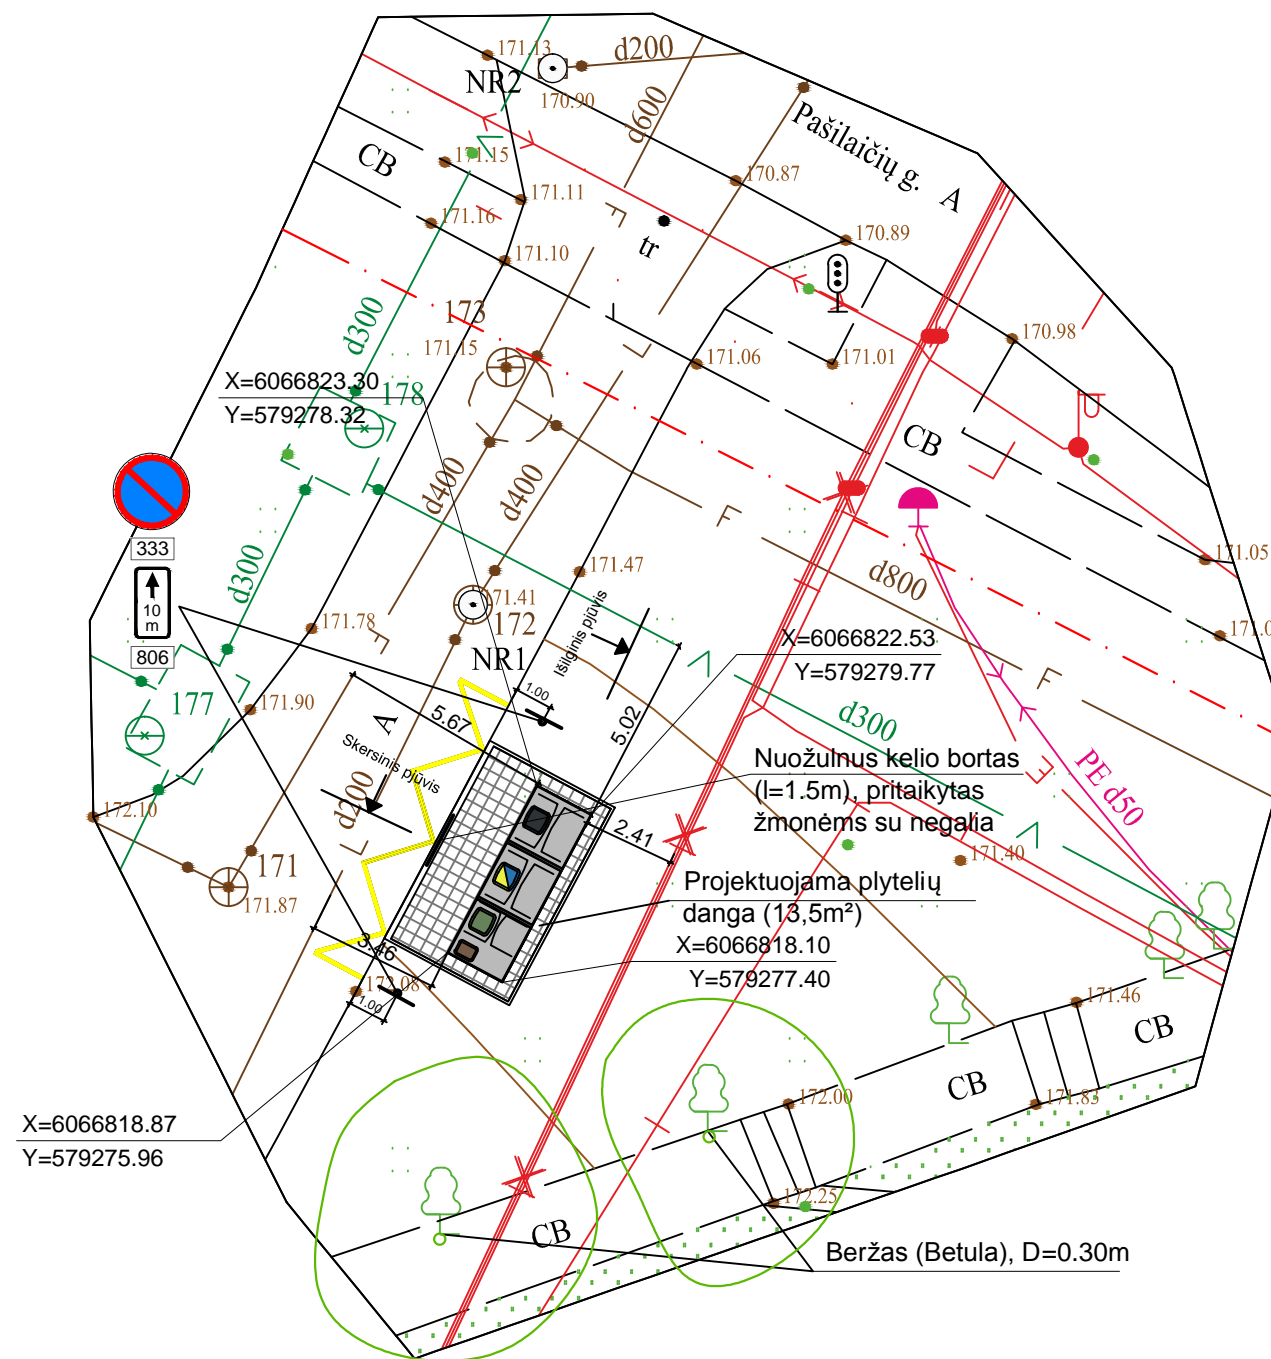 171.13
d200
NR2
170.90
d600
Pašilaičių g.
A
CB
171.15
170.87
171.11
171.16
tr
170.89
171.10
d300
173
171.15
171.06
171.01
170.98
X=6066823.30
178
Y=579278.32
CB
d400
d400
F
F
333
10
m
806
d300
171.47
171.05
d800
171.41
171.78
172
Išilginis pjūvis
X=6066822.53
171.0
NR1
Y=579279.77
F
177
171.90
1.00
5.67
5.02
d300
A
Skersinis pjūvis
Nuožulnus kelio bortas
(l=1.5m), pritaikytas
žmonėms su negalia
PE d50
172.10
d200
2.41
171.40
171
171.87
Projektuojama plytelių
danga (13,5m²)
3.46
X=6066818.10
Y=579277.40
172.08
1.00
171.46
CB
CB
172.00
171.83
X=6066818.87
Y=579275.96
172.25
CB
Beržas (Betula), D=0.30m